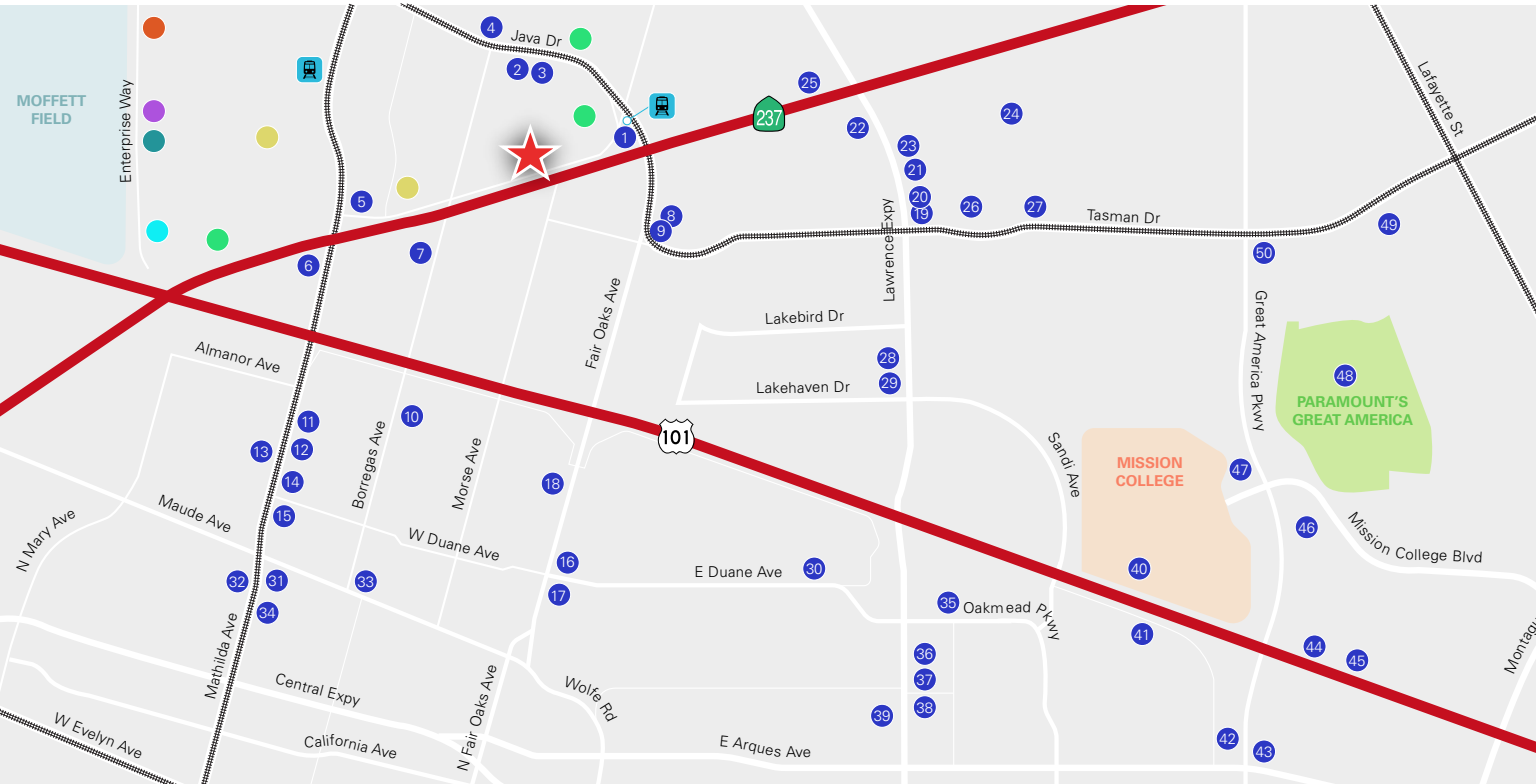 4
Java Dr
2
3
25
237
22
24
23
21
20
19
26
27
Tasman Dr
Lafayette St
49
50
MOFFETT
FIELD
Enterprise Way
1
5
8
9
6
7
Lawrence Expy
Fair Oaks Ave
Lakebird Dr
Great America Pkwy
Almanor Ave
28
29
Lakehaven Dr
48
PARAMOUNT'S
GREAT AMERICA
10
11
12
13
14
15
Borregas Ave
Morse Ave
101
Sandi Ave
MISSION
COLLEGE
47
18
46
Mission College Blvd
N Mary Ave
Maude Ave
W Duane Ave
16
17
E Duane Ave
30
40
32
31
33
34
35
Oakmead Pkwy
41
44
45
Mathilda Ave
36
37
38
39
Central Expy
Wolfe Rd
N Fair Oaks Ave
W Evelyn Ave
California Ave
E Arques Ave
42
43